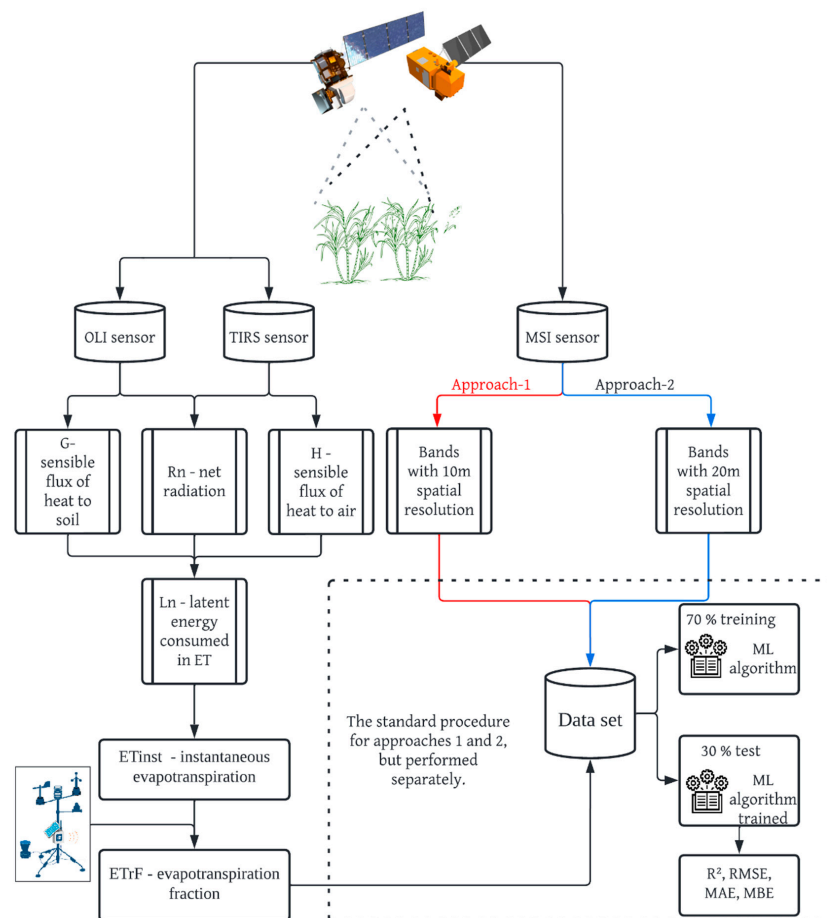 OLI sensor
TIRS sensor
MSI sensor
Approach-1
Approach-2
G-
sensible
flux of
heat to
soil
Rn - net
radiation
H -
sensible
flux of
heat to air
Bands
with 10m
spatial
resolution
Bands
with 20m
spatial
resolution
Ln - latent
energy
consumed
in ET
70 % treining
ML
algorithm
Data set
The standard procedure
for approaches 1 and 2,
but performed
separately.
30 % test
ML
algorithm
trained
ETinst - instantaneous
evapotranspiration
ETrF - evapotranspiration
fraction
R², RMSE,
MAE, MBE